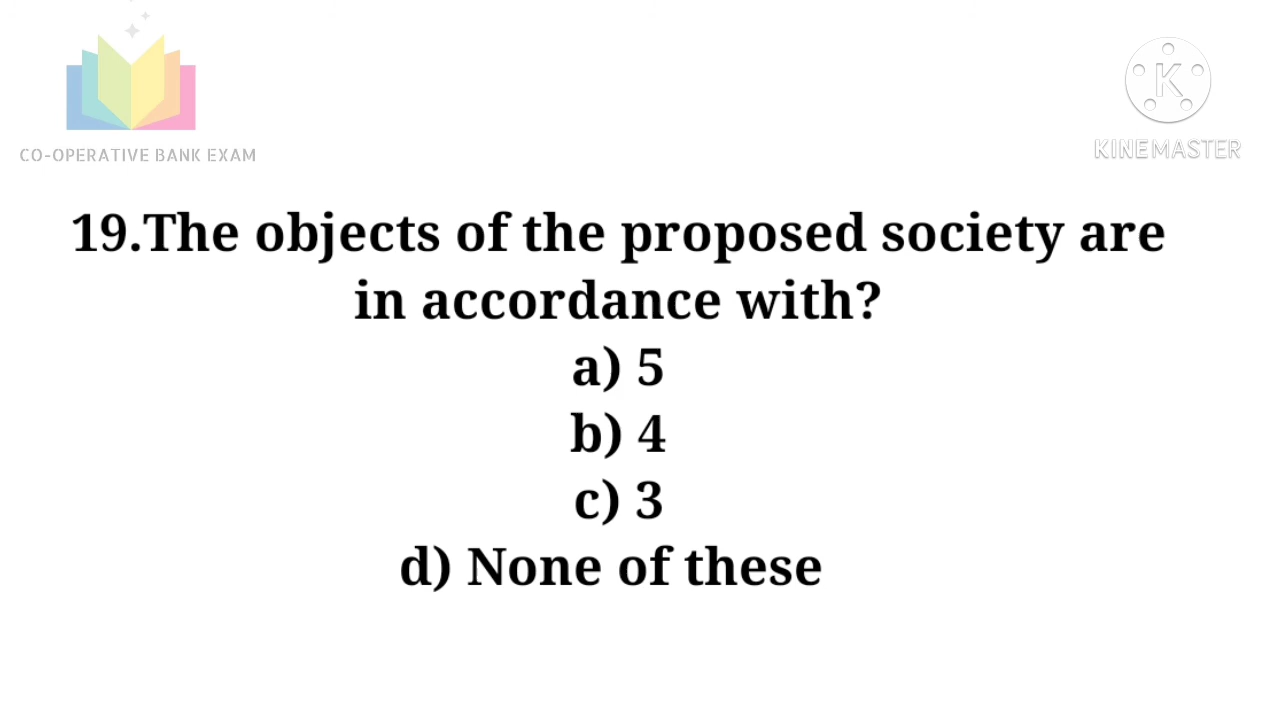 CO-OPERATIVE BANK EXAM
K
KINEMASTER
19.The objects of the proposed society are
in accordance with?
a) 5
b) 4
c) 3
d) None of these